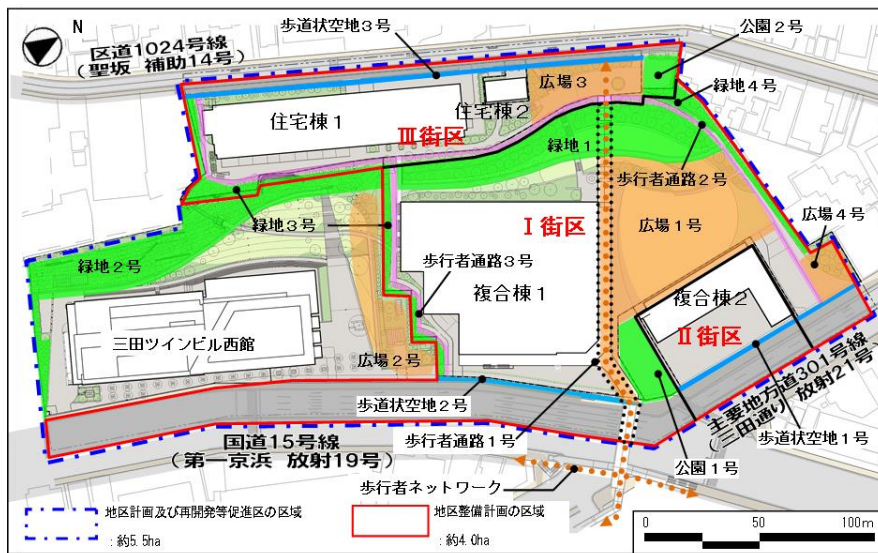 N
区道1024号線
(聖坂 補助14号)
歩道状空地3号
公園2号
広場3
緑地4号
住宅棟1
住宅棟2
Ⅲ街区
緑地1
歩行者通路2号
緑地3号
Ⅰ街区
広場1号
広場4号
緑地2号
歩行者通路3号
複合棟1
複合棟2
Ⅱ街区
三田ツインビル西館
広場2号
歩道状空地2号
主要地方道301号線
(三田通り 放射21号)
国道15号線
(第一京浜 放射19号)
歩行者通路1号
歩道状空地1号
公園1号
歩行者ネットワーク
地区計画及び再開発等促進区の区域
:約5.5ha
地区整備計画の区域
:約4.0ha
0 50 100m